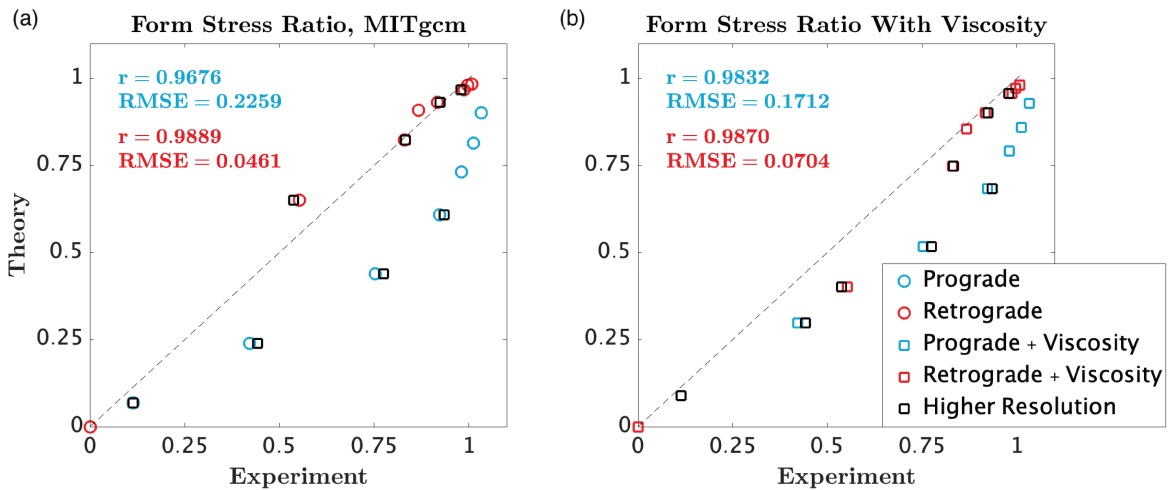 (a)
Form Stress Ratio, MITgcm
r = 0.9676
RMSE = 0.2259
r = 0.9889
RMSE = 0.0461
1
0.75
0.5
0.25
0
Theory
0 0.25 0.5 0.75 1
Experiment
(b)
Form Stress Ratio With Viscosity
r = 0.9832
RMSE = 0.1712
r = 0.9870
RMSE = 0.0704
1
0.75
0.5
0.25
0
0 0.25 0.5 0.75 1
Experiment
Prograde
Retrograde
Prograde + Viscosity
Retrograde + Viscosity
Higher Resolution